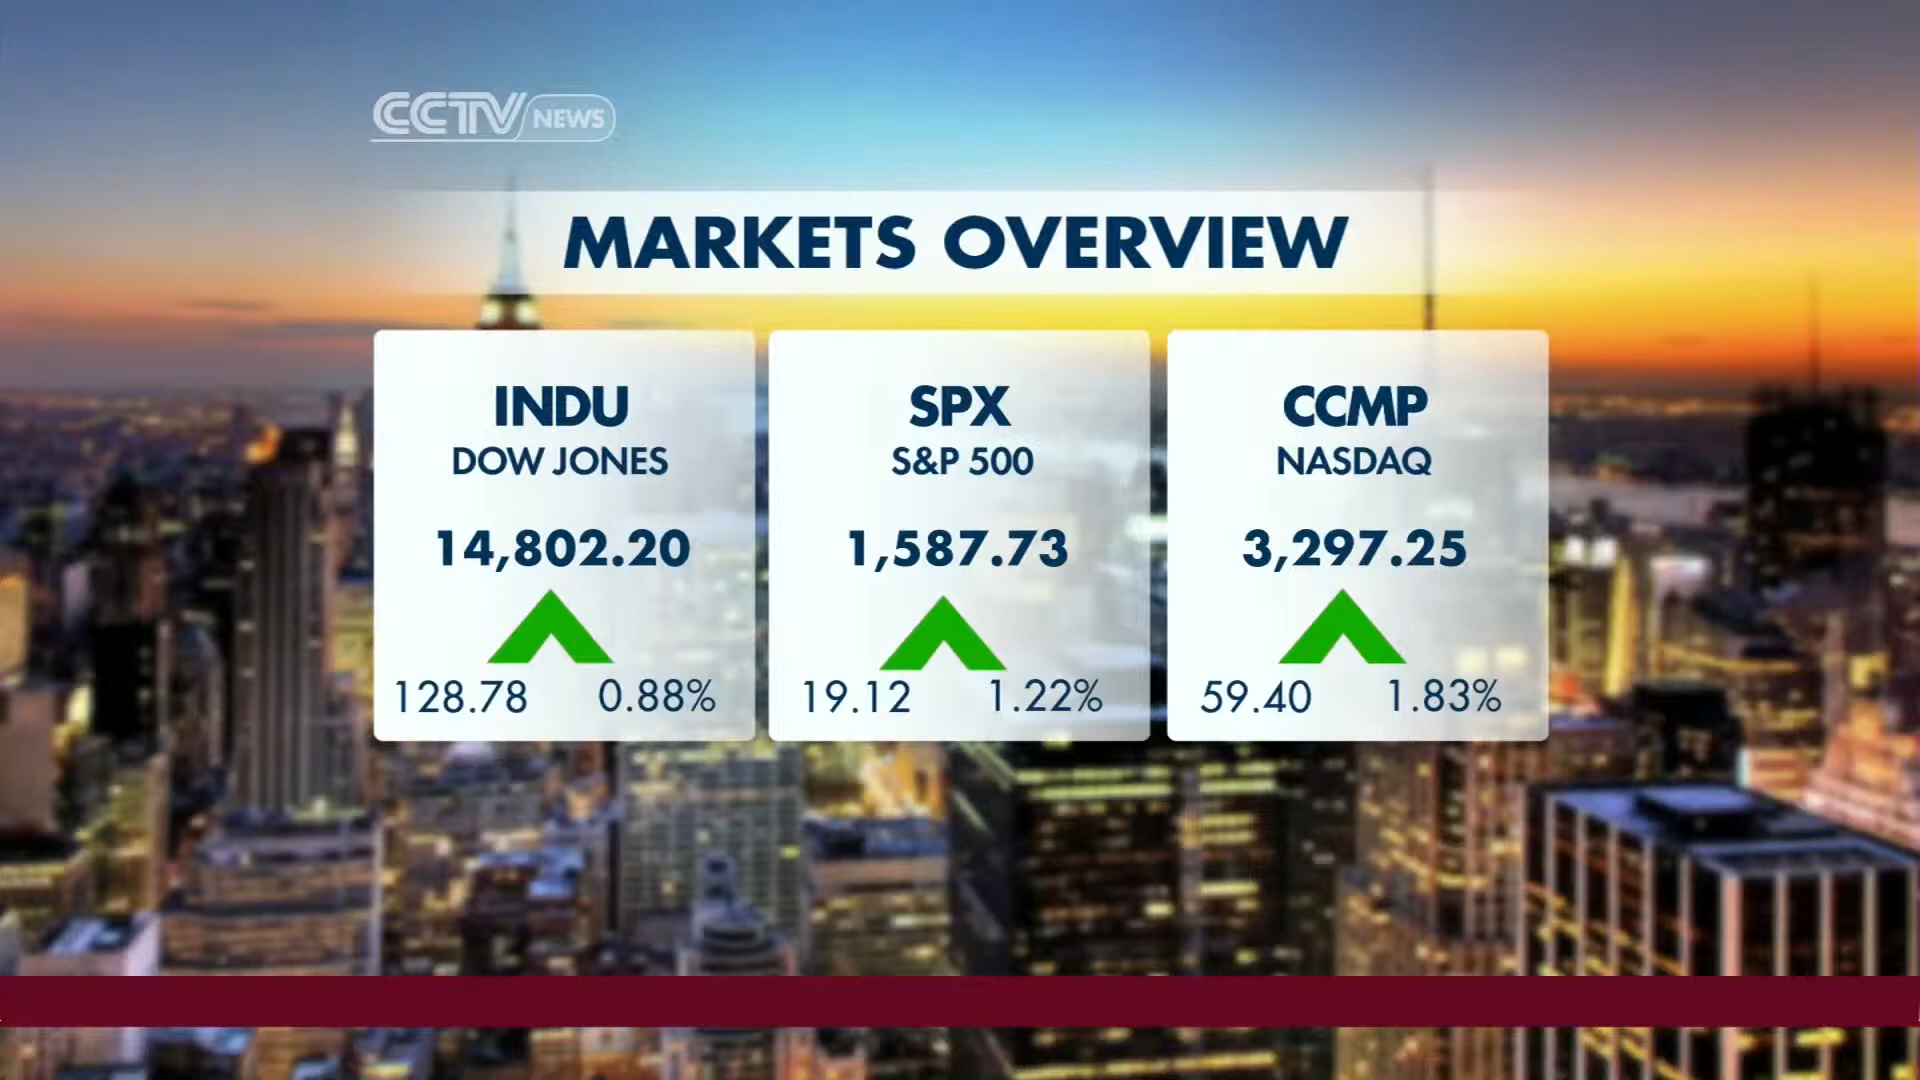 CCTV NEWS
MARKETS OVERVIEW
INDU
DOW JONES
14,802.20
128.78 0.88%
SPX
S&P 500
1,587.73
19.12 1.22%
CCMP
NASDAQ
3,297.25
59.40 1.83%